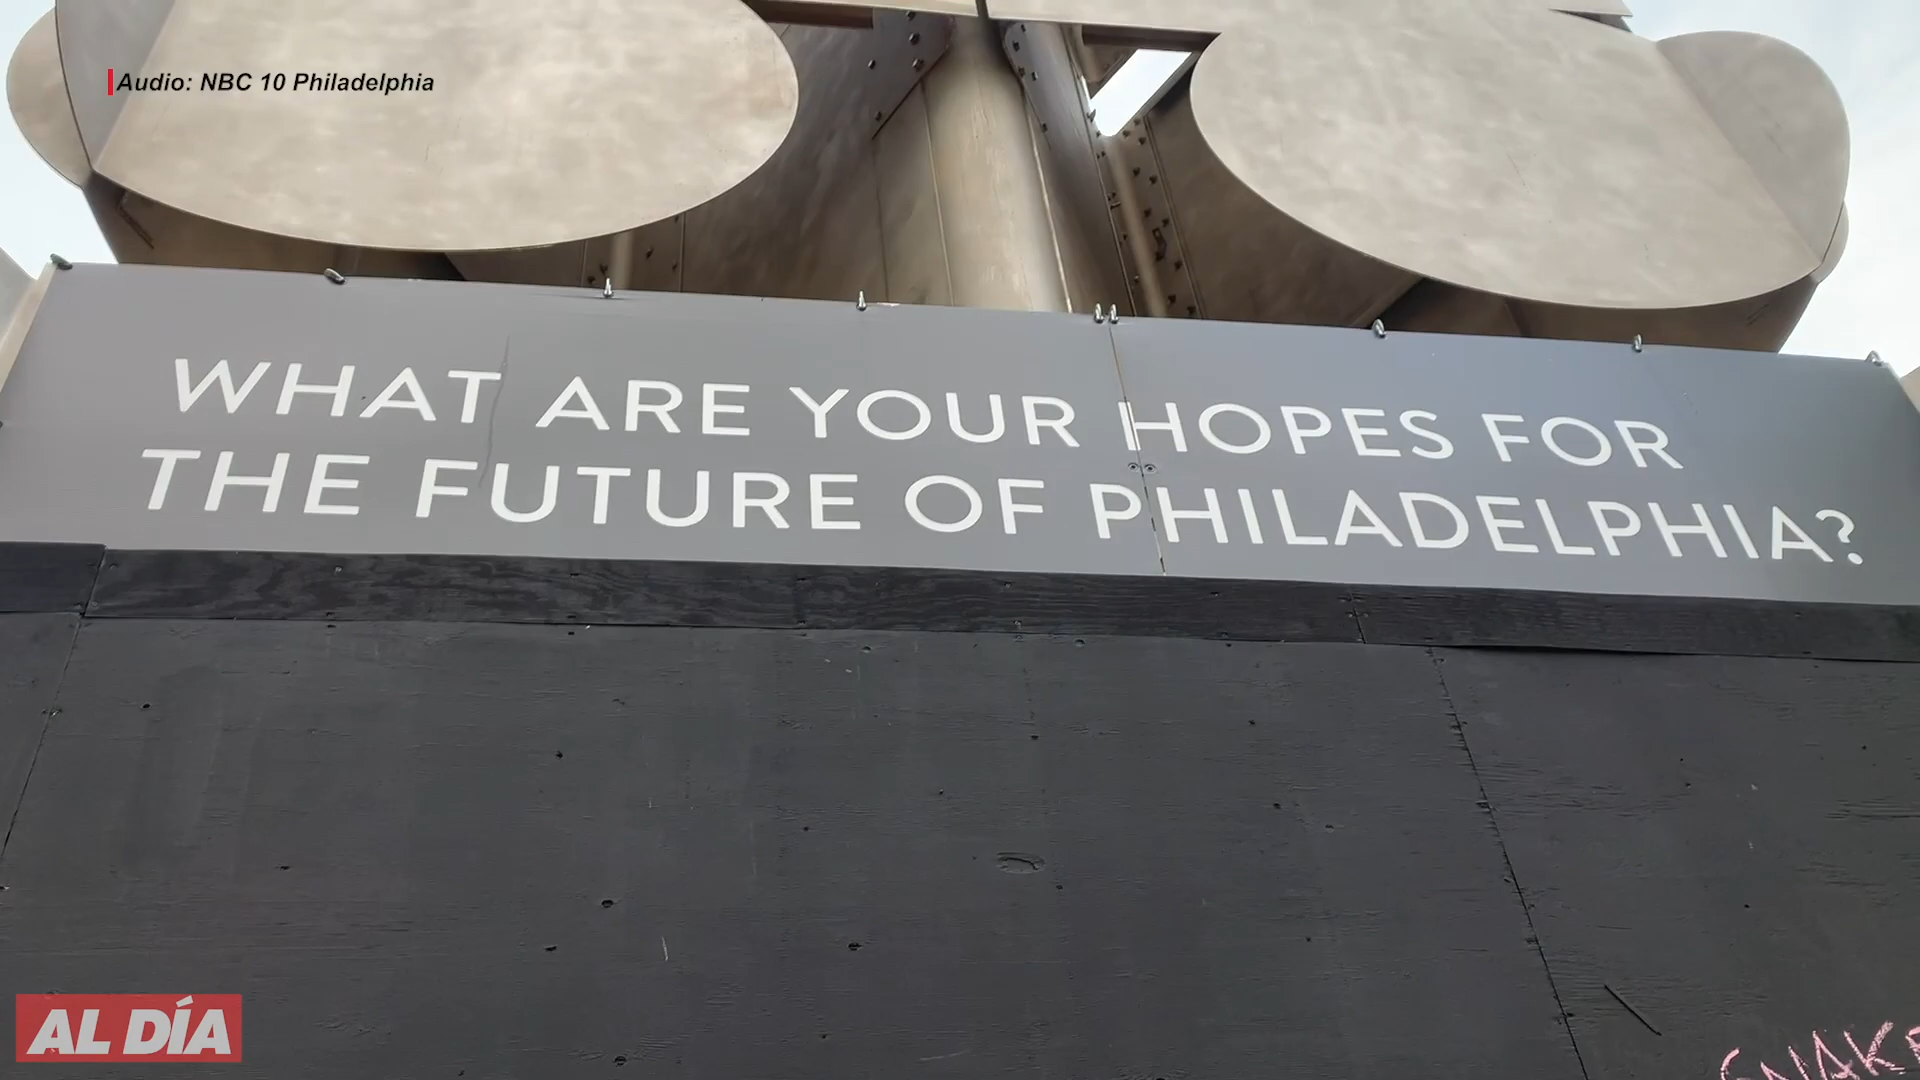 Audio: NBC 10 Philadelphia
WHAT ARE YOUR HOPES FOR
THE FUTURE OF PHILADELPHIA?
AL DÍA